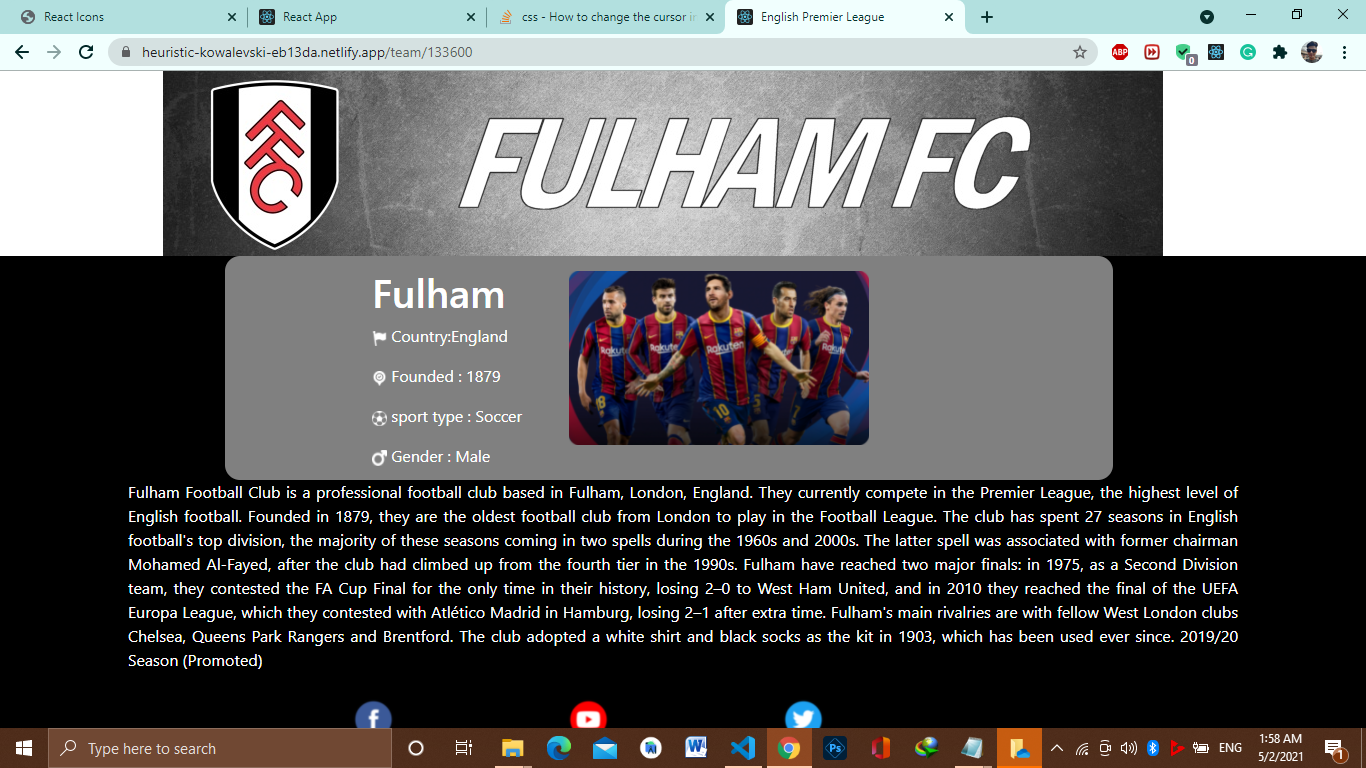 React Icons
React App
css - How to change the cursor in
English Premier League
heuristic-kowalevski-eb13da.netlify.app/team/133600
ABP
0
FFC
FULHAM FC
Fulham
Country:England
Founded : 1879
sport type : Soccer
Gender : Male
Rakuten
Rakuten
Rakuten
10
Fulham Football Club is a professional football club based in Fulham, London, England. They currently compete in the Premier League, the highest level of
English football. Founded in 1879, they are the oldest football club from London to play in the Football League. The club has spent 27 seasons in English
football's top division, the majority of these seasons coming in two spells during the 1960s and 2000s. The latter spell was associated with former chairman
Mohamed Al-Fayed, after the club had climbed up from the fourth tier in the 1990s. Fulham have reached two major finals: in 1975, as a Second Division
team, they contested the FA Cup Final for the only time in their history, losing 2–0 to West Ham United, and in 2010 they reached the final of the UEFA
Europa League, which they contested with Atlético Madrid in Hamburg, losing 2–1 after extra time. Fulham's main rivalries are with fellow West London clubs
Chelsea, Queens Park Rangers and Brentford. The club adopted a white shirt and black socks as the kit in 1903, which has been used ever since. 2019/20
Season (Promoted)
Type here to search
Ps
ENG
1:58 AM
5/2/2021
1